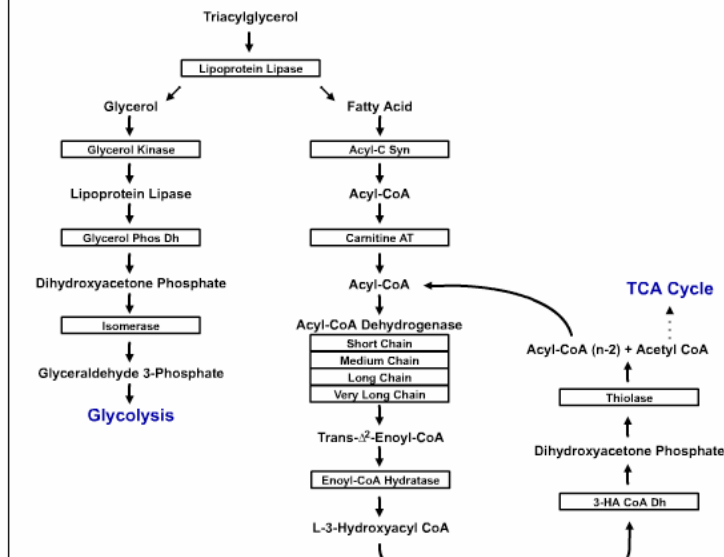 Triacylglycerol
Lipoprotein Lipase
Glycerol
Glycerol Kinase
Lipoprotein Lipase
Glycerol Phos Dh
Dihydroxyacetone Phosphate
Isomerase
Glyceraldehyde 3-Phosphate
Glycolysis
Fatty Acid
Acyl-C Syn
Acyl-CoA
Carnitine AT
Acyl-CoA
Acyl-CoA Dehydrogenase
Short Chain
Medium Chain
Long Chain
Very Long Chain
Trans-Δ²-Enoyl-CoA
Enoyl-CoA Hydratase
L-3-Hydroxyacyl CoA
TCA Cycle
Acyl-CoA (n-2) + Acetyl CoA
Thiolase
Dihydroxyacetone Phosphate
3-HA CoA Dh